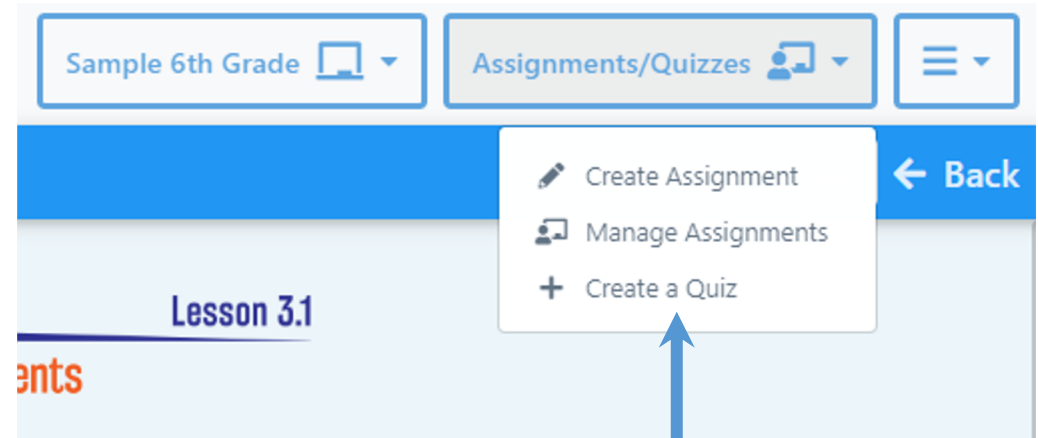 Sample 6th Grade
Assignments/Quizzes
Create Assignment
Back
Manage Assignments
Create a Quiz
Lesson 3.1
ents